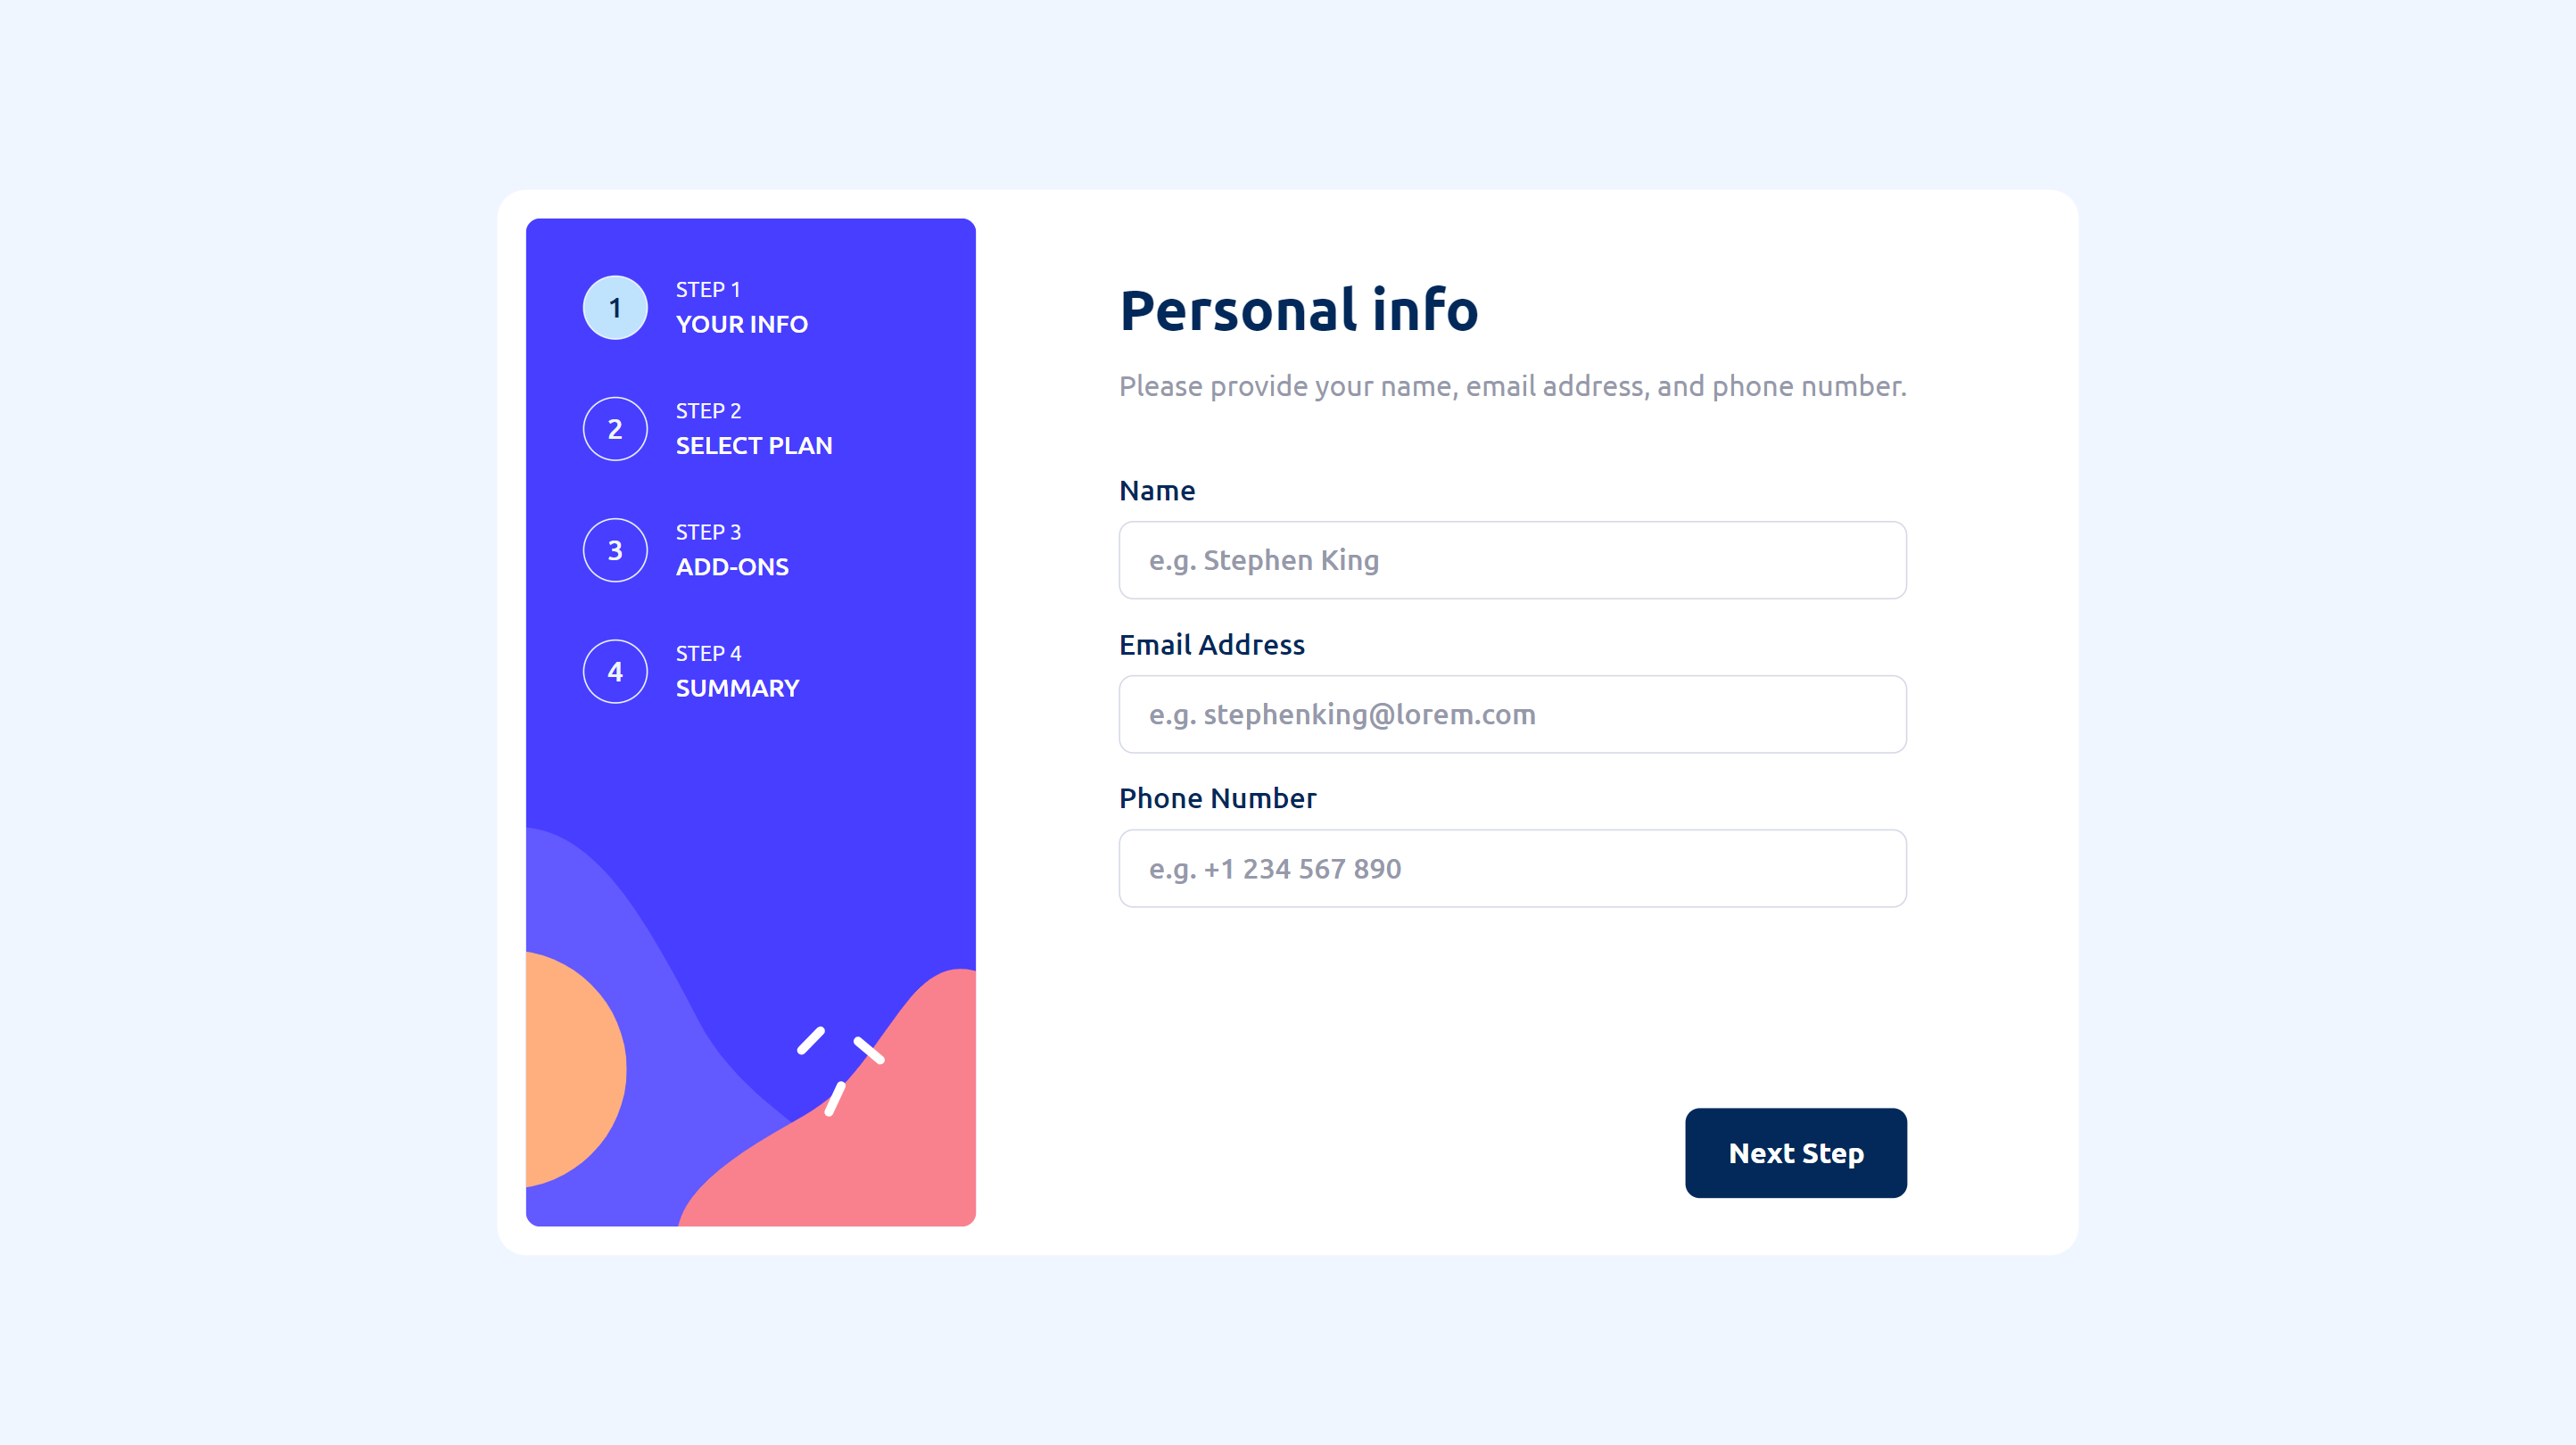 1
STEP 1
YOUR INFO
2
STEP 2
SELECT PLAN
3
STEP 3
ADD-ONS
4
STEP 4
SUMMARY
Personal info
Please provide your name, email address, and phone number.
Name
e.g. Stephen King
Email Address
e.g. stephenking@lorem.com
Phone Number
e.g. +1 234 567 890
Next Step